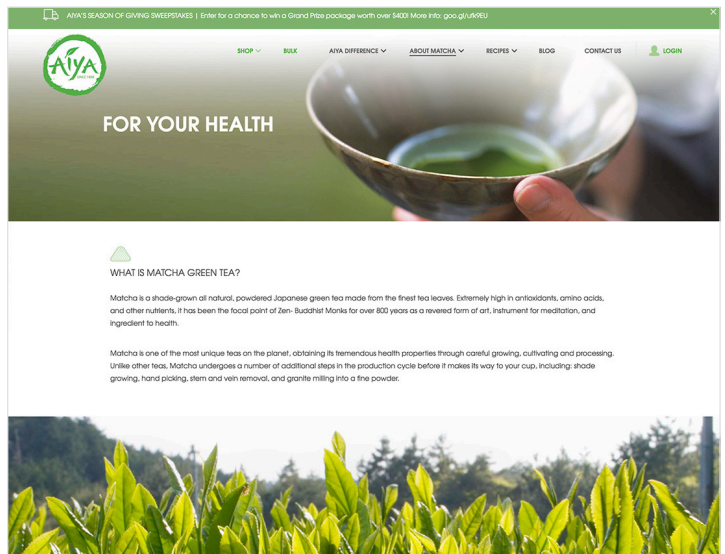 AIYA'S SEASON OF GIVING SWEEPSTAKES | Enter for a chance to win a Grand Prize package worth over $400! More info: goo.gl/ufk9EU
AIYA
SINCE 1888
SHOP
BULK
AIYA DIFFERENCE
ABOUT MATCHA
RECIPES
BLOG
CONTACT US
LOGIN
FOR YOUR HEALTH
WHAT IS MATCHA GREEN TEA?
Matcha is a shade-grown all natural, powdered Japanese green tea made from the finest tea leaves. Extremely high in antioxidants, amino acids,
and other nutrients, it has been the focal point of Zen- Buddhist Monks for over 800 years as a revered form of art, instrument for meditation, and
ingredient to health.
Matcha is one of the most unique teas on the planet, obtaining its tremendous health properties through careful growing, cultivating and processing.
Unlike other teas, Matcha undergoes a number of additional steps in the production cycle before it makes its way to your cup, including: shade
growing, hand picking, stem and vein removal, and granite milling into a fine powder.